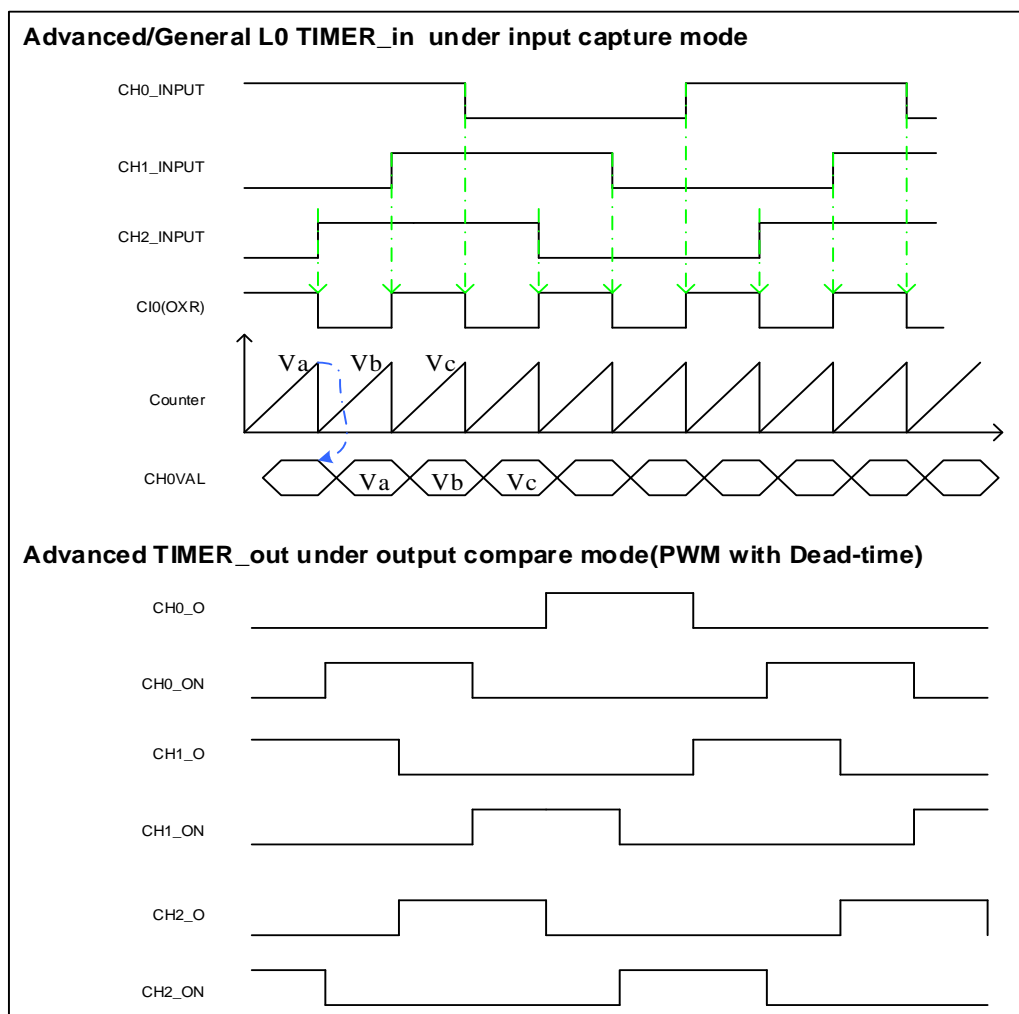 Advanced/General L0 TIMER_in under input capture mode
CH0_INPUT
CH1_INPUT
CH2_INPUT
CI0(OXR)
Va Vb Vc
Counter
CH0VAL
Va Vb Vc
Advanced TIMER_out under output compare mode(PWM with Dead-time)
CH0_O
CH0_ON
CH1_O
CH1_ON
CH2_O
CH2_ON